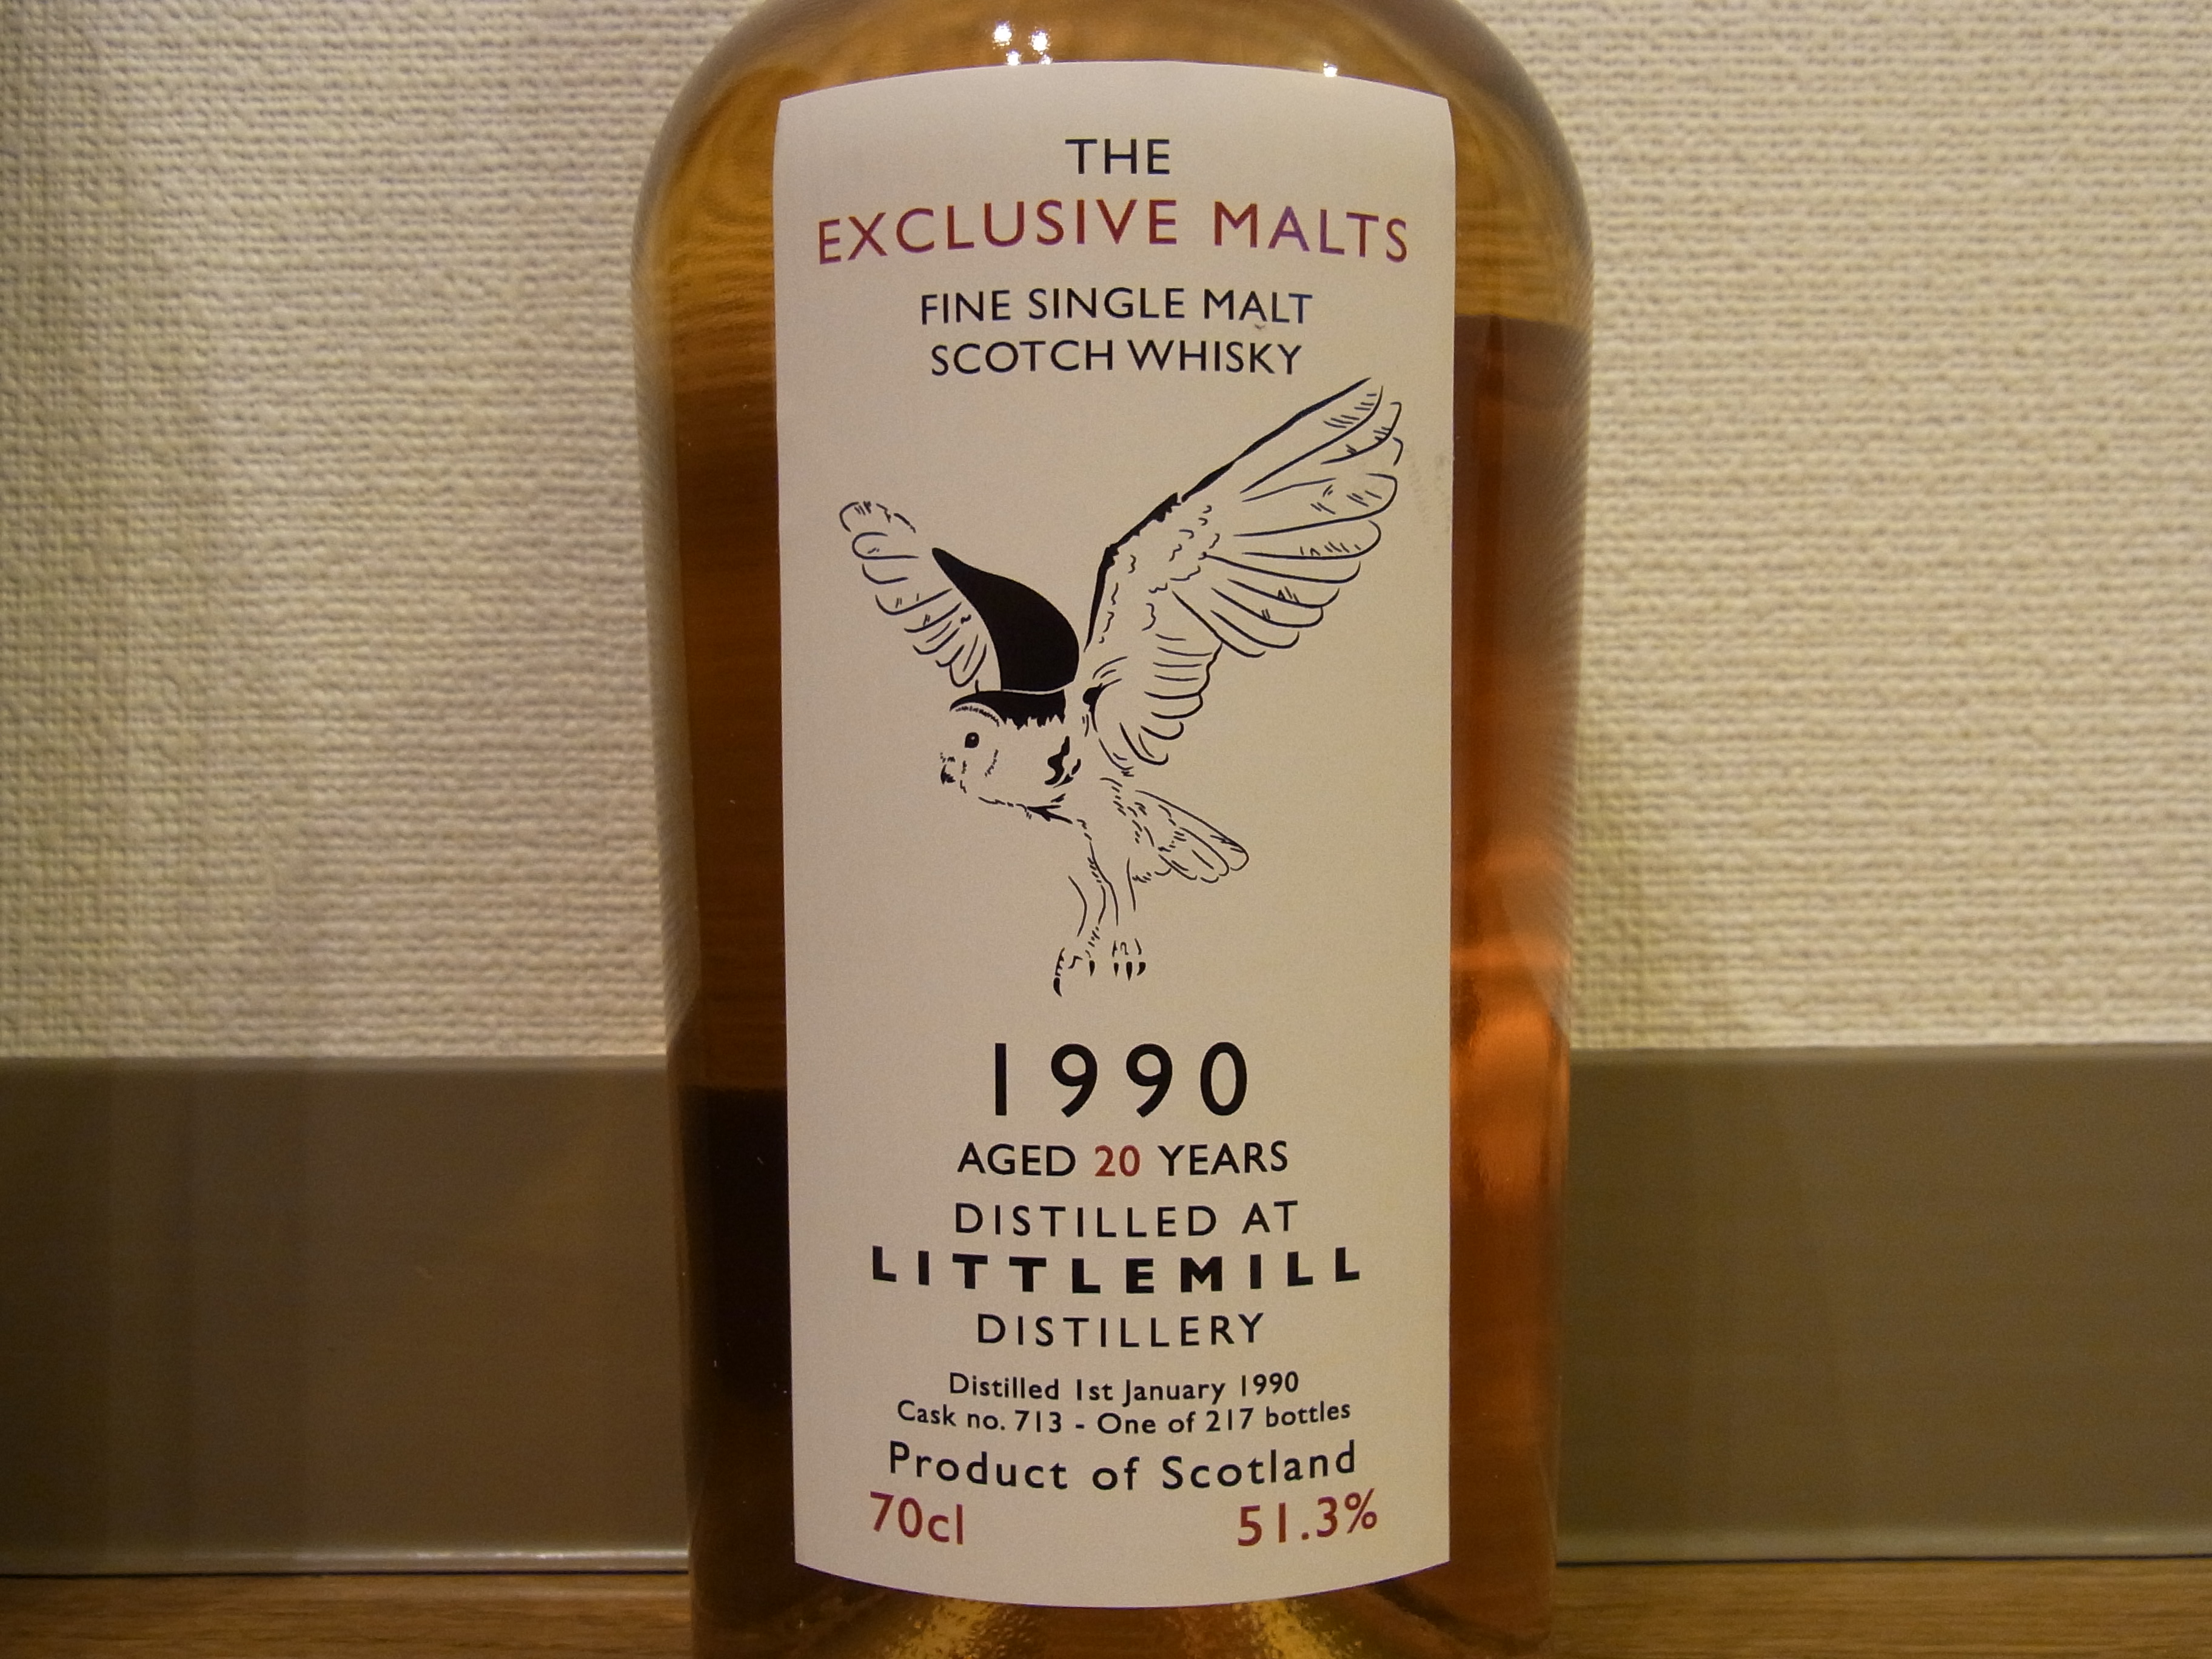 THE
EXCLUSIVE MALTS
FINE SINGLE MALT
SCOTCH WHISKY
1990
AGED 20 YEARS
DISTILLED AT
LITTLEMILL
DISTILLERY
Distilled 1st January 1990
Cask no. 713 - One of 217 bottles
Product of Scotland
70cl 51.3%